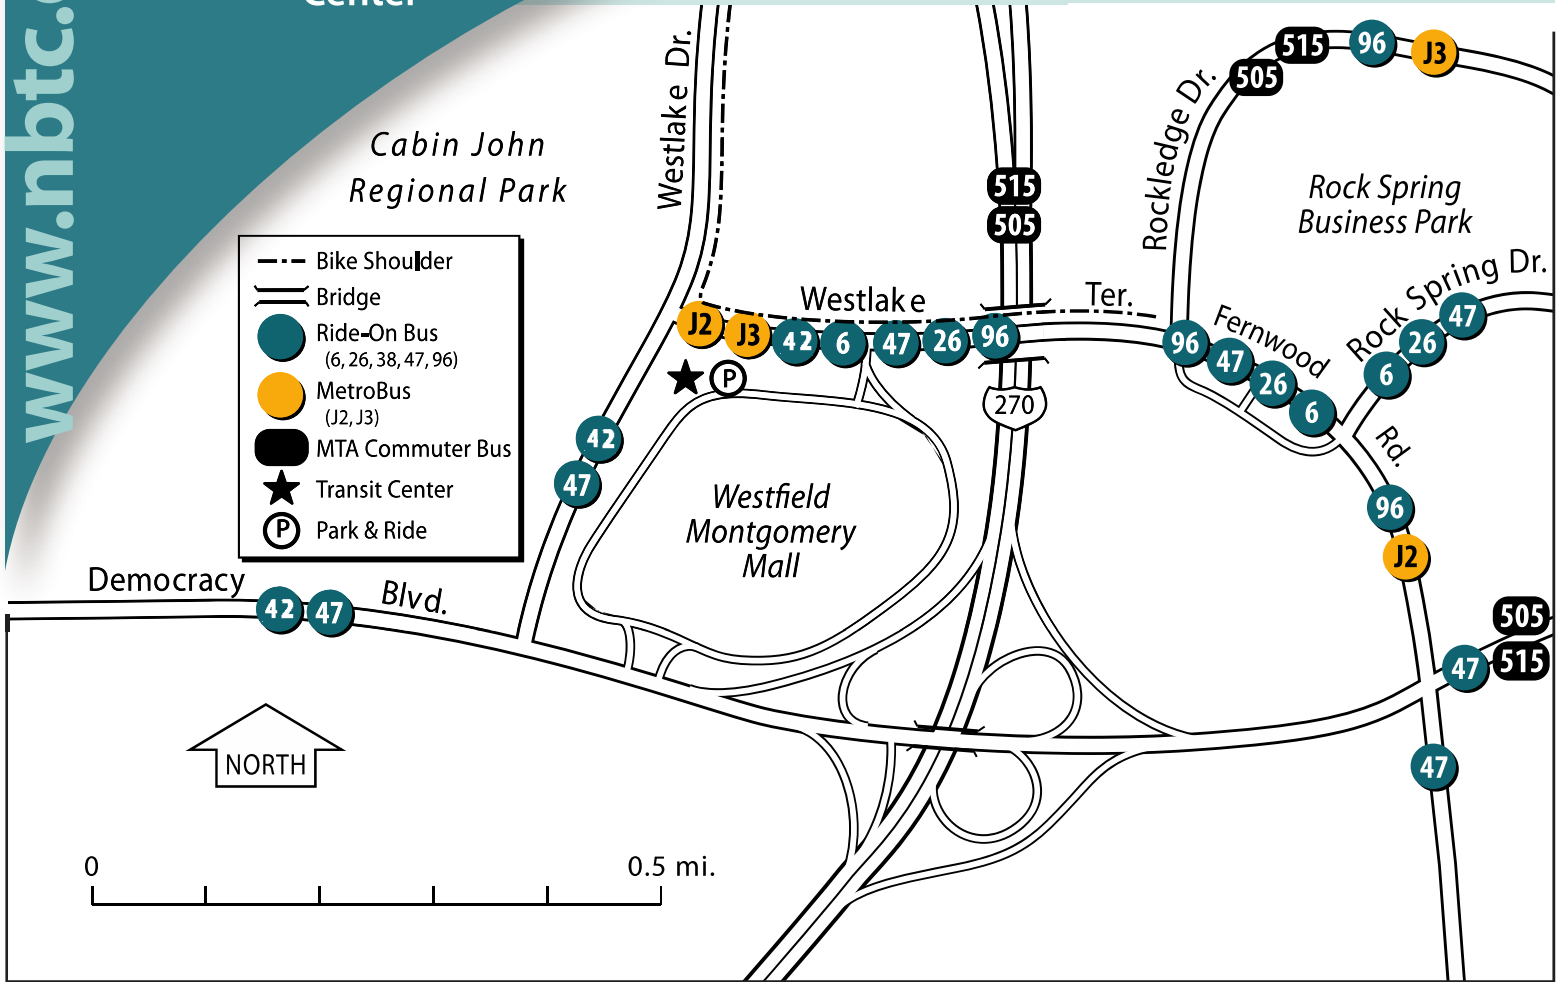 Center
www.nbtc.
Cabin John
Regional Park
Westlake Dr.
515
505
Rockledge Dr.
505
515
96
J3
Rock Spring
Business Park
Bike Shoulder
Bridge
Ride-On Bus
(6, 26, 38, 47, 96)
MetroBus
(J2, J3)
MTA Commuter Bus
Transit Center
P
Park & Ride
Westlake Ter.
J2
J3
42
6
47
26
96
P
270
96
47
26
6
Fernwood Rd.
Rock Spring Dr.
6
26
47
42
47
Westfield
Montgomery
Mall
96
J2
Democracy Blvd.
42
47
505
515
47
47
NORTH
0
0.5 mi.